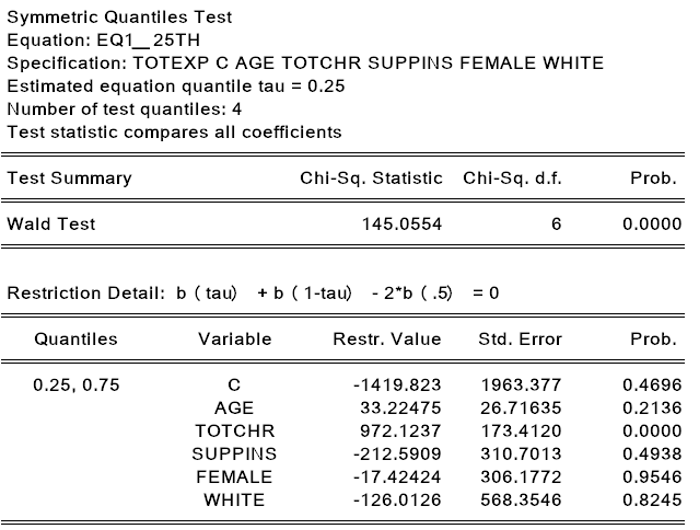 Symmetric Quantiles Test
Equation: EQ1__25TH
Specification: TOTEXP C AGE TOTCHR SUPPINS FEMALE WHITE
Estimated equation quantile tau = 0.25
Number of test quantiles: 4
Test statistic compares all coefficients
Test Summary Chi-Sq. Statistic Chi-Sq. d.f. Prob.
Wald Test 145.0554 6 0.0000
Restriction Detail: b ( tau) + b ( 1-tau) - 2*b ( .5) = 0
Quantiles Variable Restr. Value Std. Error Prob.
0.25, 0.75 C -1419.823 1963.377 0.4696
AGE 33.22475 26.71635 0.2136
TOTCHR 972.1237 173.4120 0.0000
SUPPINS -212.5909 310.7013 0.4938
FEMALE -17.42424 306.1772 0.9546
WHITE -126.0126 568.3546 0.8245